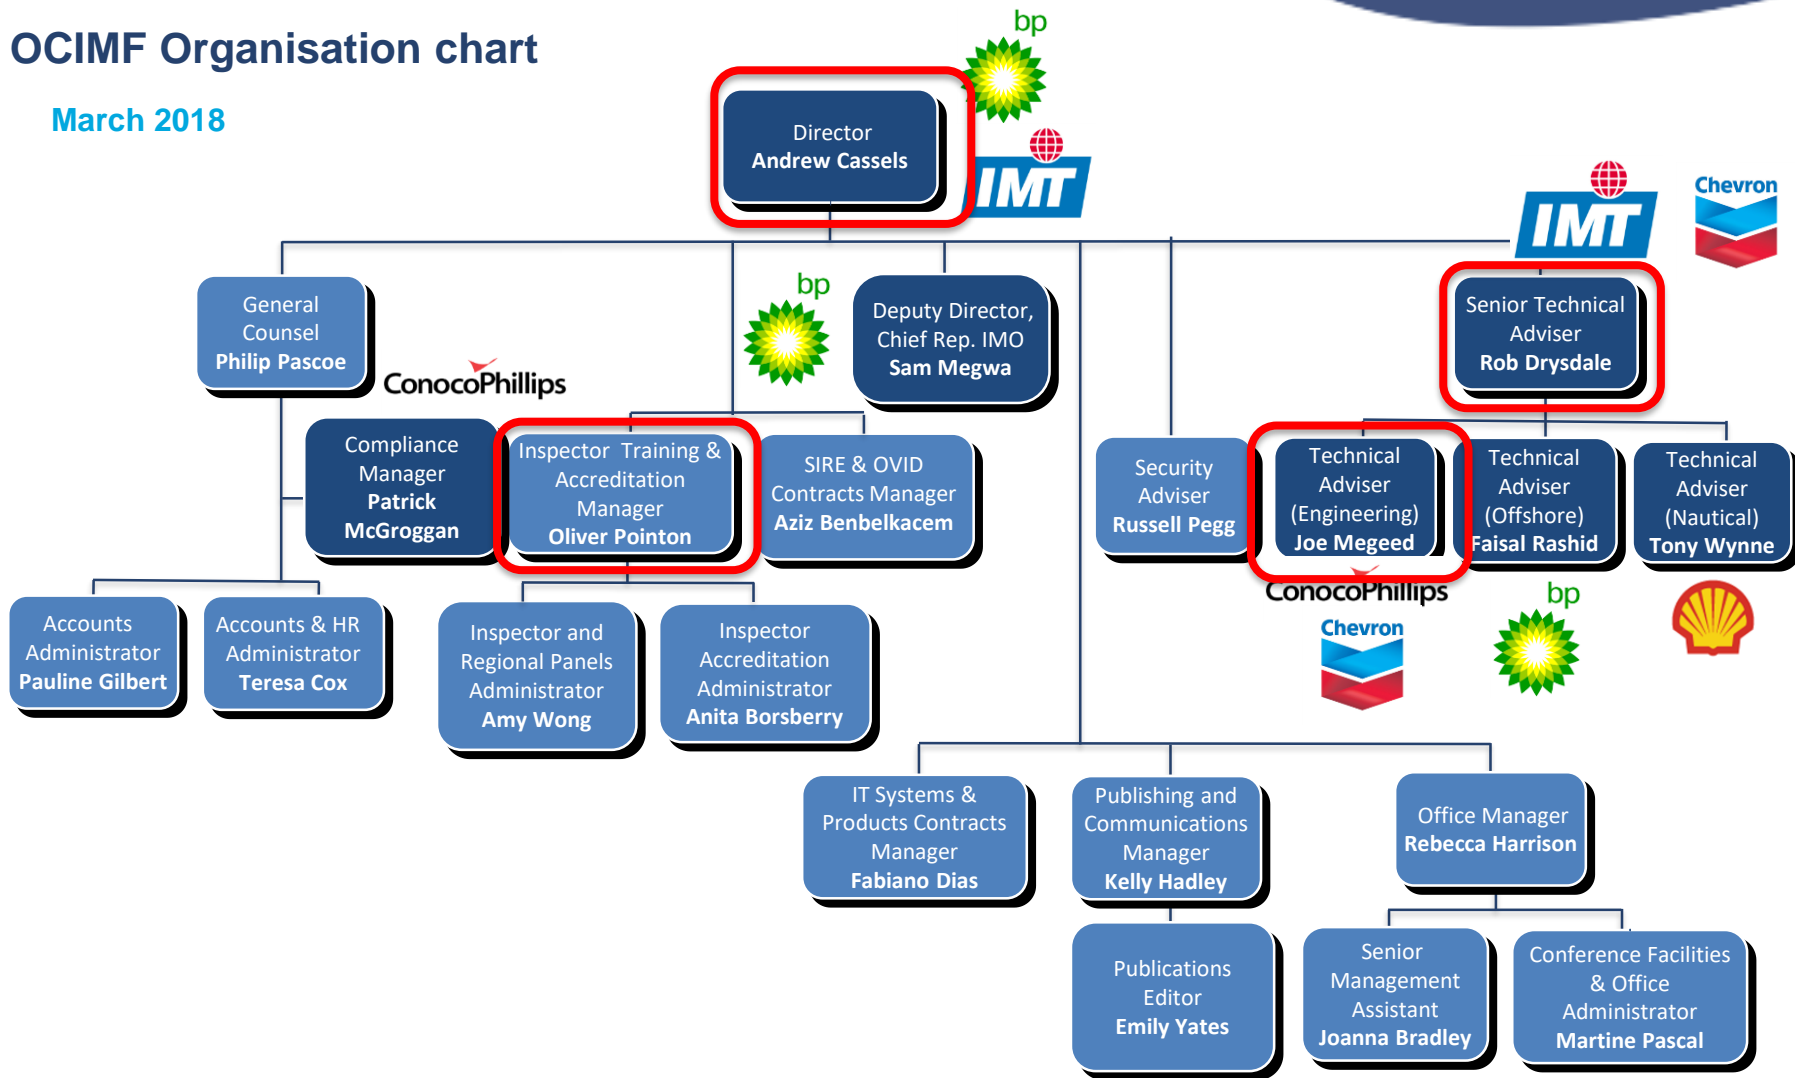 OCIMF Organisation chart
March 2018
bp
Director
Andrew Cassels
IMT
IMT
Chevron
General
Counsel
Philip Pascoe
ConocoPhillips
bp
Deputy Director,
Chief Rep. IMO
Sam Megwa
Senior Technical
Adviser
Rob Drysdale
Compliance
Manager
Patrick
McGroggan
Inspector Training &
Accreditation
Manager
Oliver Pointon
SIRE & OVID
Contracts Manager
Aziz Benbelkacem
Security
Adviser
Russell Pegg
Technical
Adviser
(Engineering)
Joe Megeed
Technical
Adviser
(Offshore)
Faisal Rashid
Technical
Adviser
(Nautical)
Tony Wynne
ConocoPhillips
Chevron
bp
Accounts
Administrator
Pauline Gilbert
Accounts & HR
Administrator
Teresa Cox
Inspector and
Regional Panels
Administrator
Amy Wong
Inspector
Accreditation
Administrator
Anita Borsberry
IT Systems &
Products Contracts
Manager
Fabiano Dias
Publishing and
Communications
Manager
Kelly Hadley
Office Manager
Rebecca Harrison
Publications
Editor
Emily Yates
Senior
Management
Assistant
Joanna Bradley
Conference Facilities
& Office
Administrator
Martine Pascal